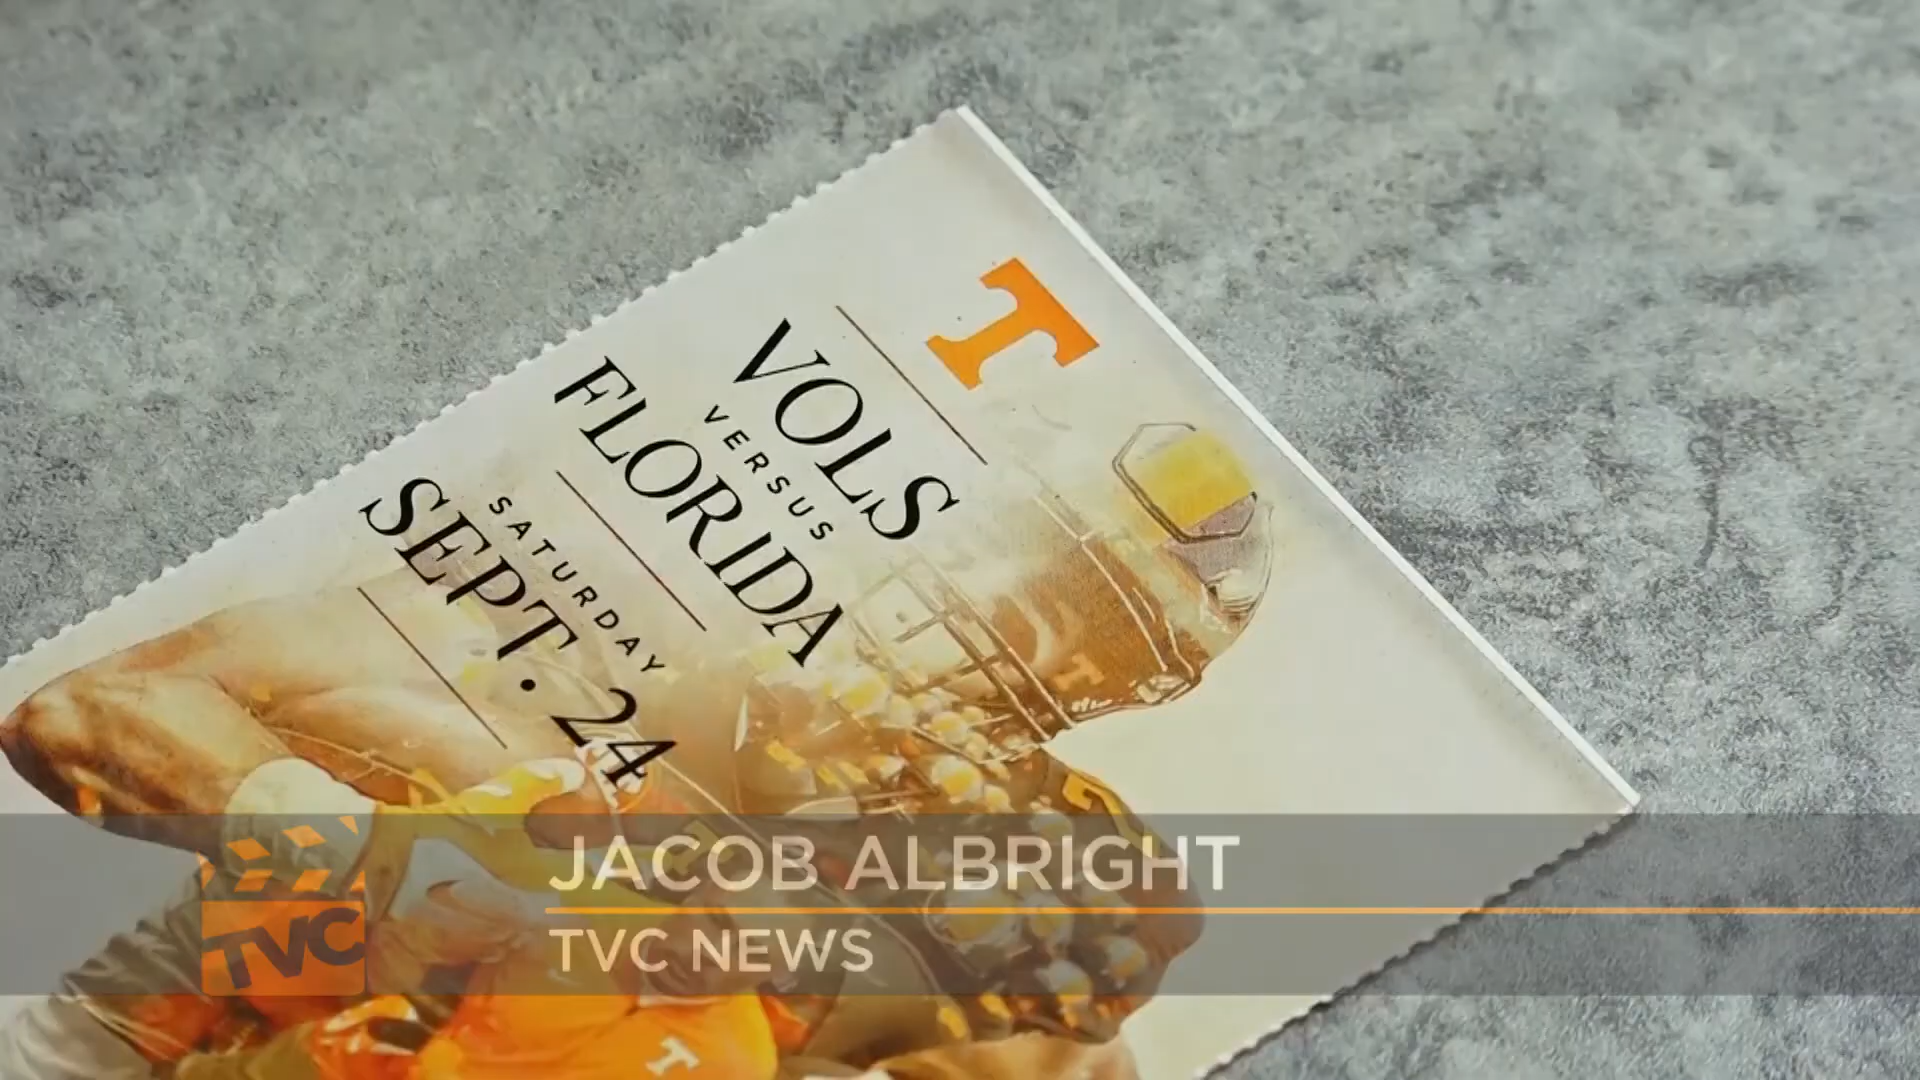 T
VOLS
VERSUS
FLORIDA
SATURDAY
SEPT. 24
JACOB ALBRIGHT
TVC
TVC NEWS
T
T